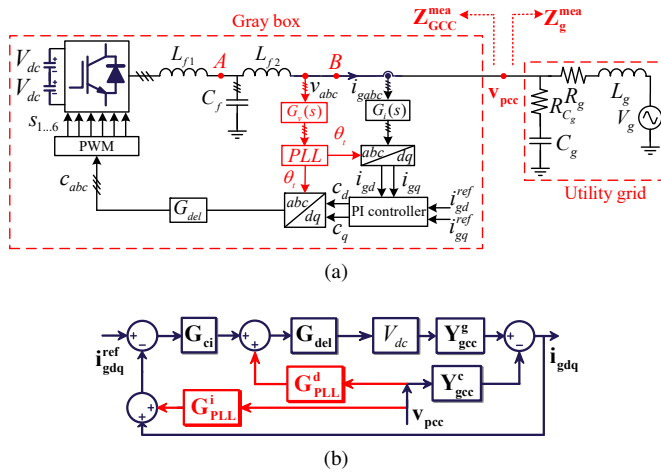 Gray box
Z_GCC^mea
Z_g^mea
V_dc
V_dc
L_f1
A
L_f2
B
C_f
v_abc
i_gabc
v_pcc
R_g
L_g
R_Cg
C_g
V_g
s_1...6
G_v(s)
G_i(s)
PWM
PLL
θ_t
abc
dq
c_abc
θ_t
i_gd
i_gq
G_del
abc
dq
c_d
c_q
PI controller
i_gd^ref
i_gq^ref
Utility grid
(a)
+
−
G_ci
+
+
G_del
V_dc
Y_gcc^g
+
−
i_gdq^ref
i_gdq
G_PLL^d
Y_gcc^c
+
+
G_PLL^i
v_pcc
(b)